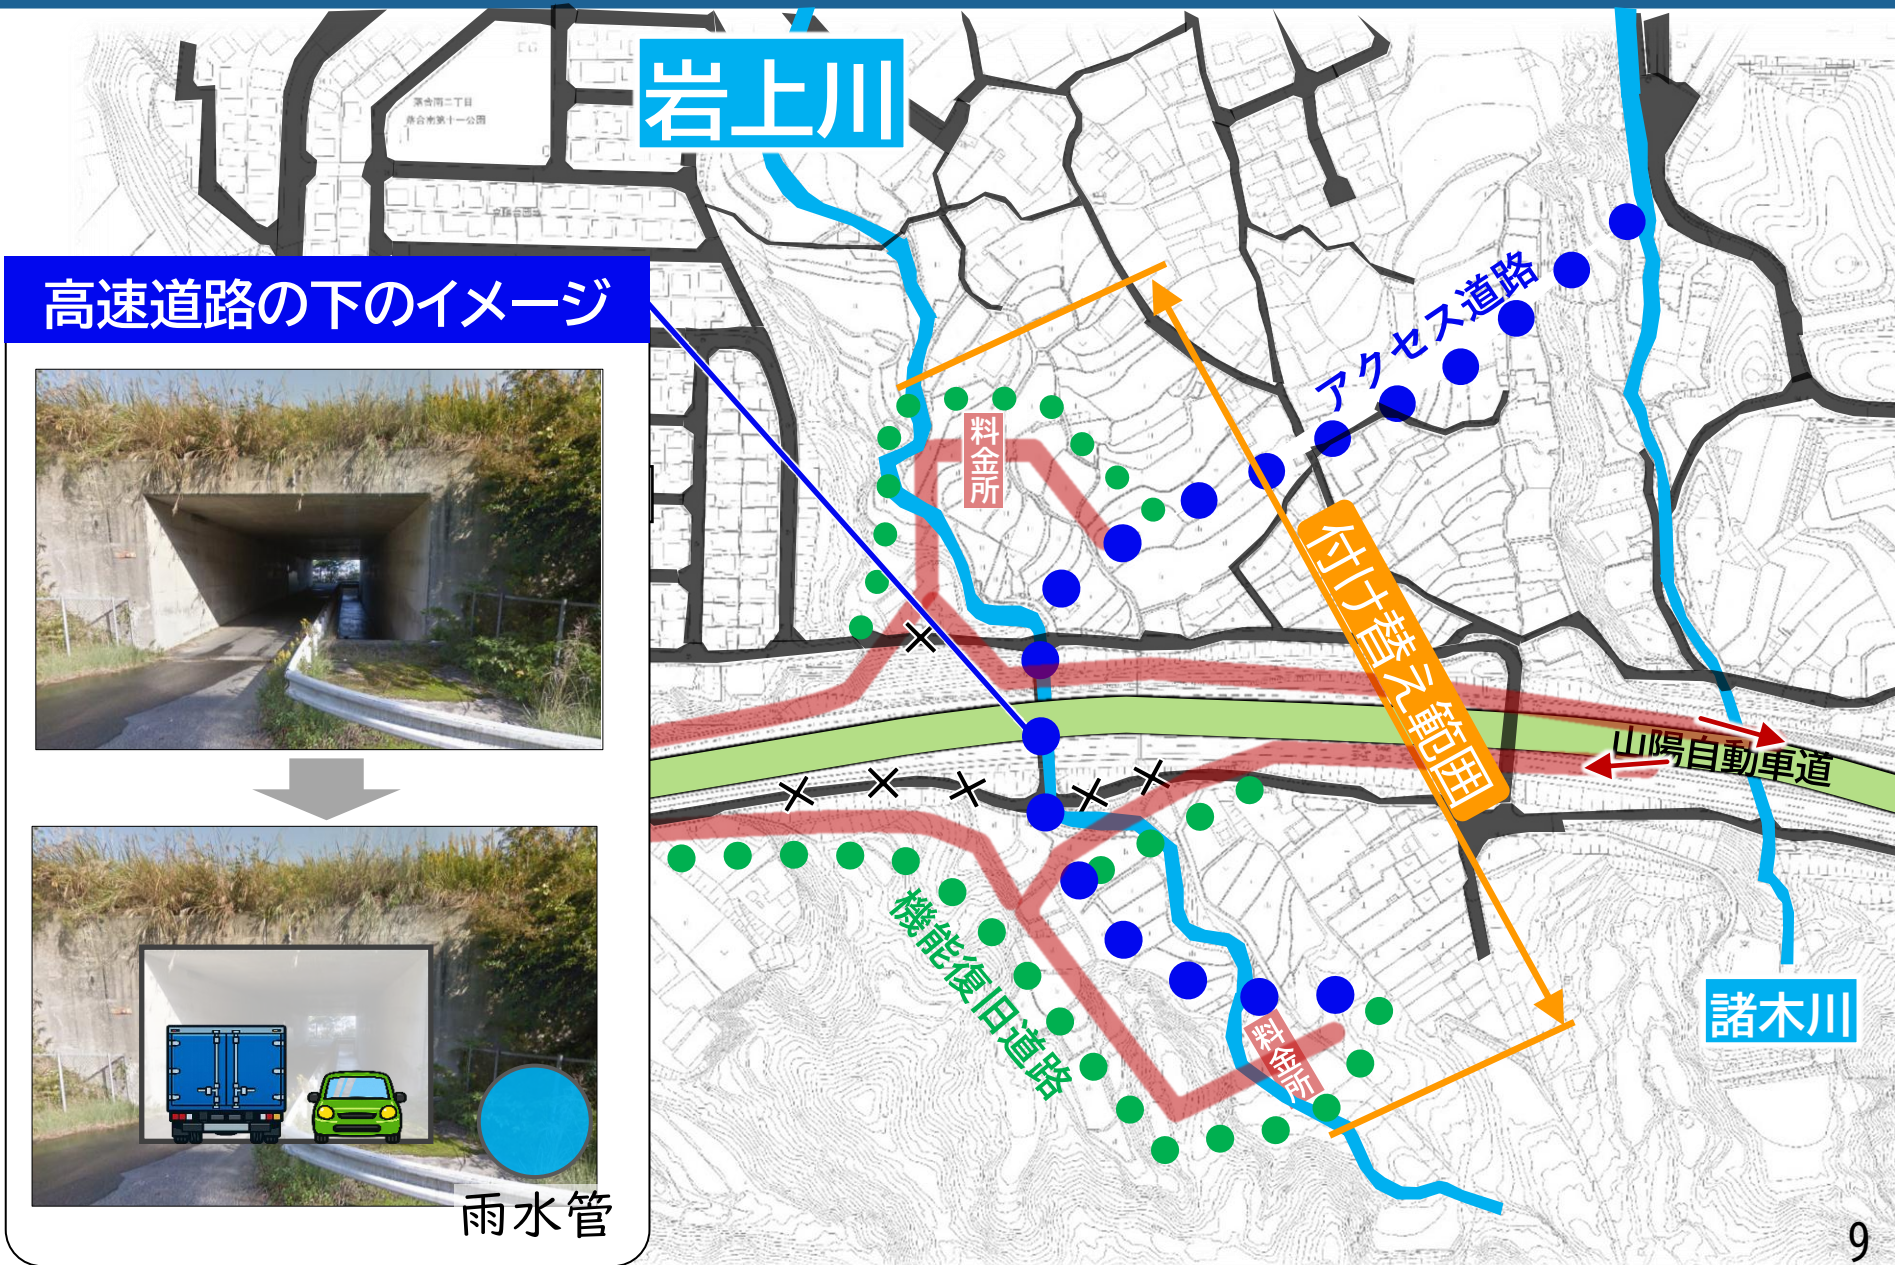 岩上川
高速道路の下のイメージ
アクセス道路
料金所
付け替え範囲
山陽自動車道
機能復旧道路
料金所
諸木川
雨水管
9